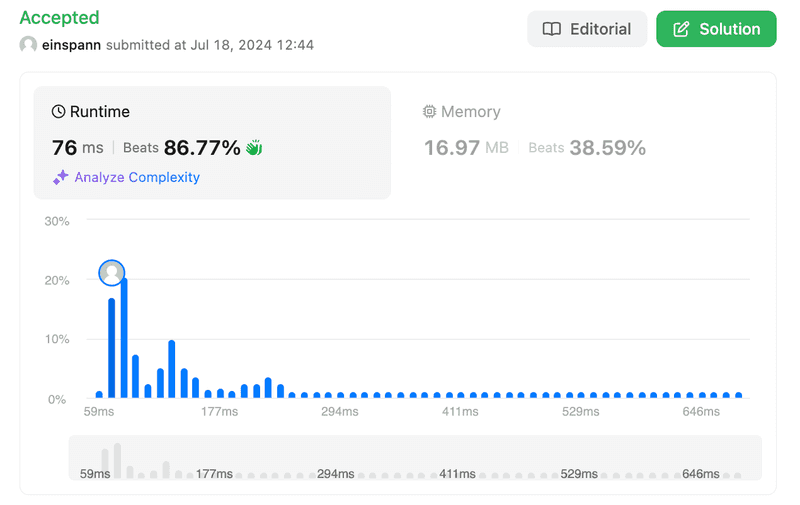 Accepted
einspann submitted at Jul 18, 2024 12:44
Editorial
Solution
Runtime
76 ms | Beats 86.77%
Analyze Complexity
Memory
16.97 MB Beats 38.59%
30%
20%
10%
0%
59ms 177ms 294ms 411ms 529ms 646ms
59ms 177ms 294ms 411ms 529ms 646ms